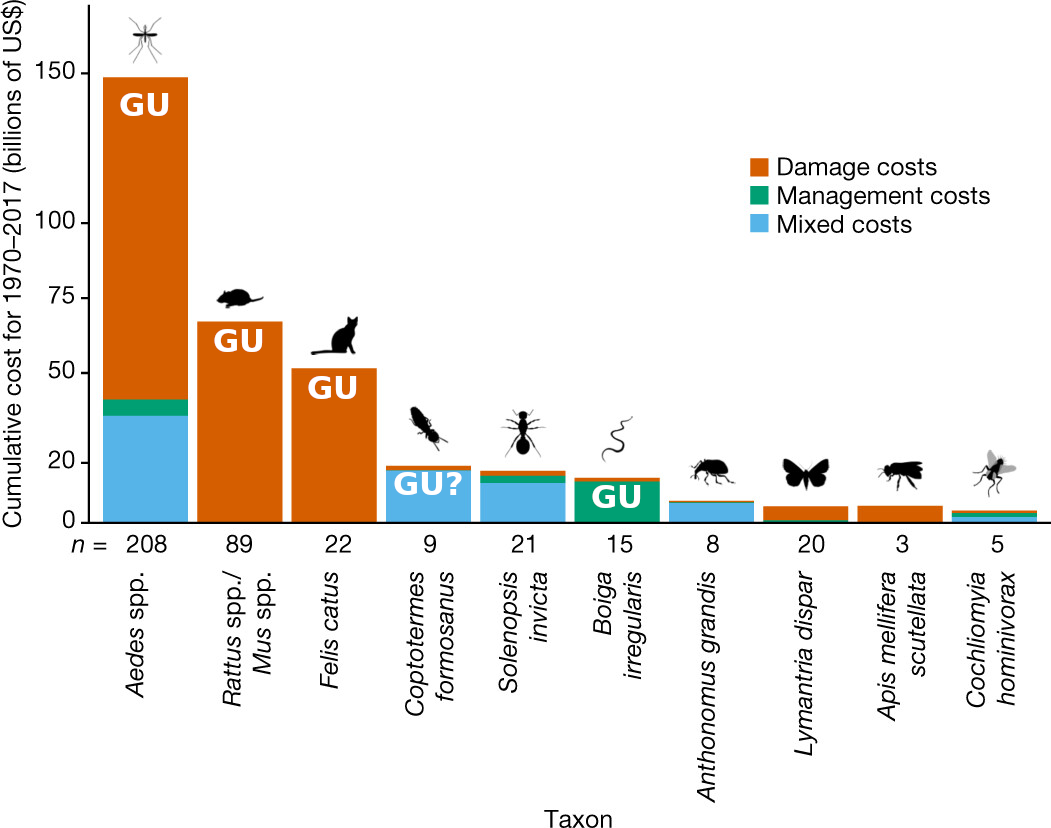 Cumulative cost for 1970–2017 (billions of US$)
150
100
75
50
20
0
GU
GU
GU
GU?
GU
Damage costs
Management costs
Mixed costs
n = 208 89 22 9 21 15 8 20 3 5
Aedes spp.
Rattus spp./
Mus spp.
Felis catus
Coptotermes
formosanus
Solenopsis
invicta
Boiga
irregularis
Anthonomus grandis
Lymantria dispar
Apis mellifera
scutellata
Cochliomyia
hominivorax
Taxon